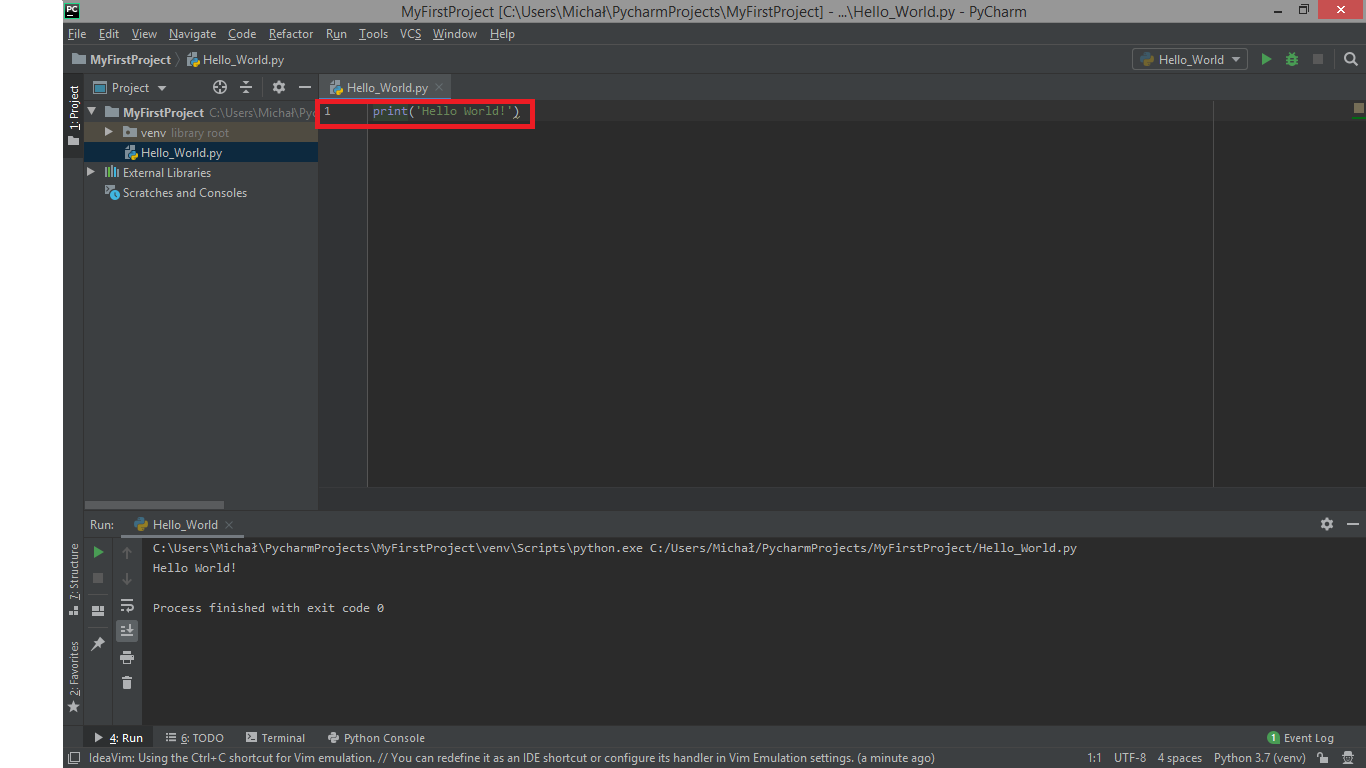 PC
MyFirstProject [C:\Users\Michał\PycharmProjects\MyFirstProject] - ...\Hello_World.py - PyCharm
File Edit View Navigate Code Refactor Run Tools VCS Window Help
MyFirstProject Hello_World.py Hello_World
1: Project
Project Hello_World.py
MyFirstProject C:\Users\Michał\Pyc
1 print('Hello World!')
venv library root
Hello_World.py
External Libraries
Scratches and Consoles
Run: Hello_World
C:\Users\Michał\PycharmProjects\MyFirstProject\venv\Scripts\python.exe C:/Users/Michał/PycharmProjects/MyFirstProject/Hello_World.py
Hello World!
Process finished with exit code 0
7: Structure
2: Favorites
4: Run 6: TODO Terminal Python Console 1 Event Log
IdeaVim: Using the Ctrl+C shortcut for Vim emulation. // You can redefine it as an IDE shortcut or configure its handler in Vim Emulation settings. (a minute ago) 1:1 UTF-8 4 spaces Python 3.7 (venv)